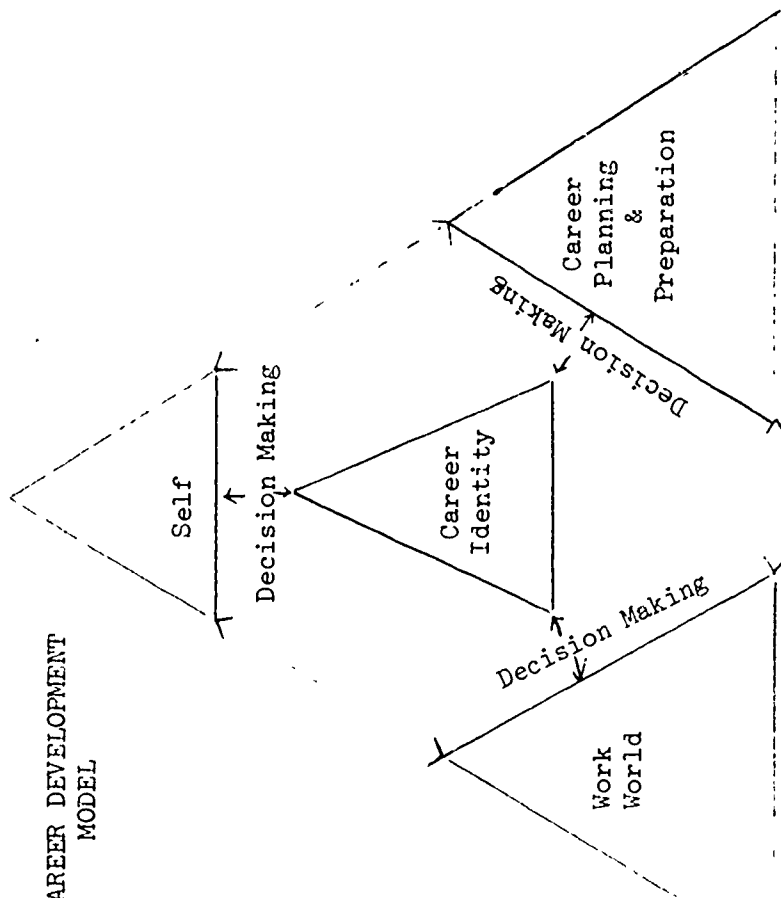 AREER DEVELOPMENT
MODEL
Self
Decision Making
Career
Identity
Decision Making
Work
World
Decision Making
Career
Planning
&
Preparation